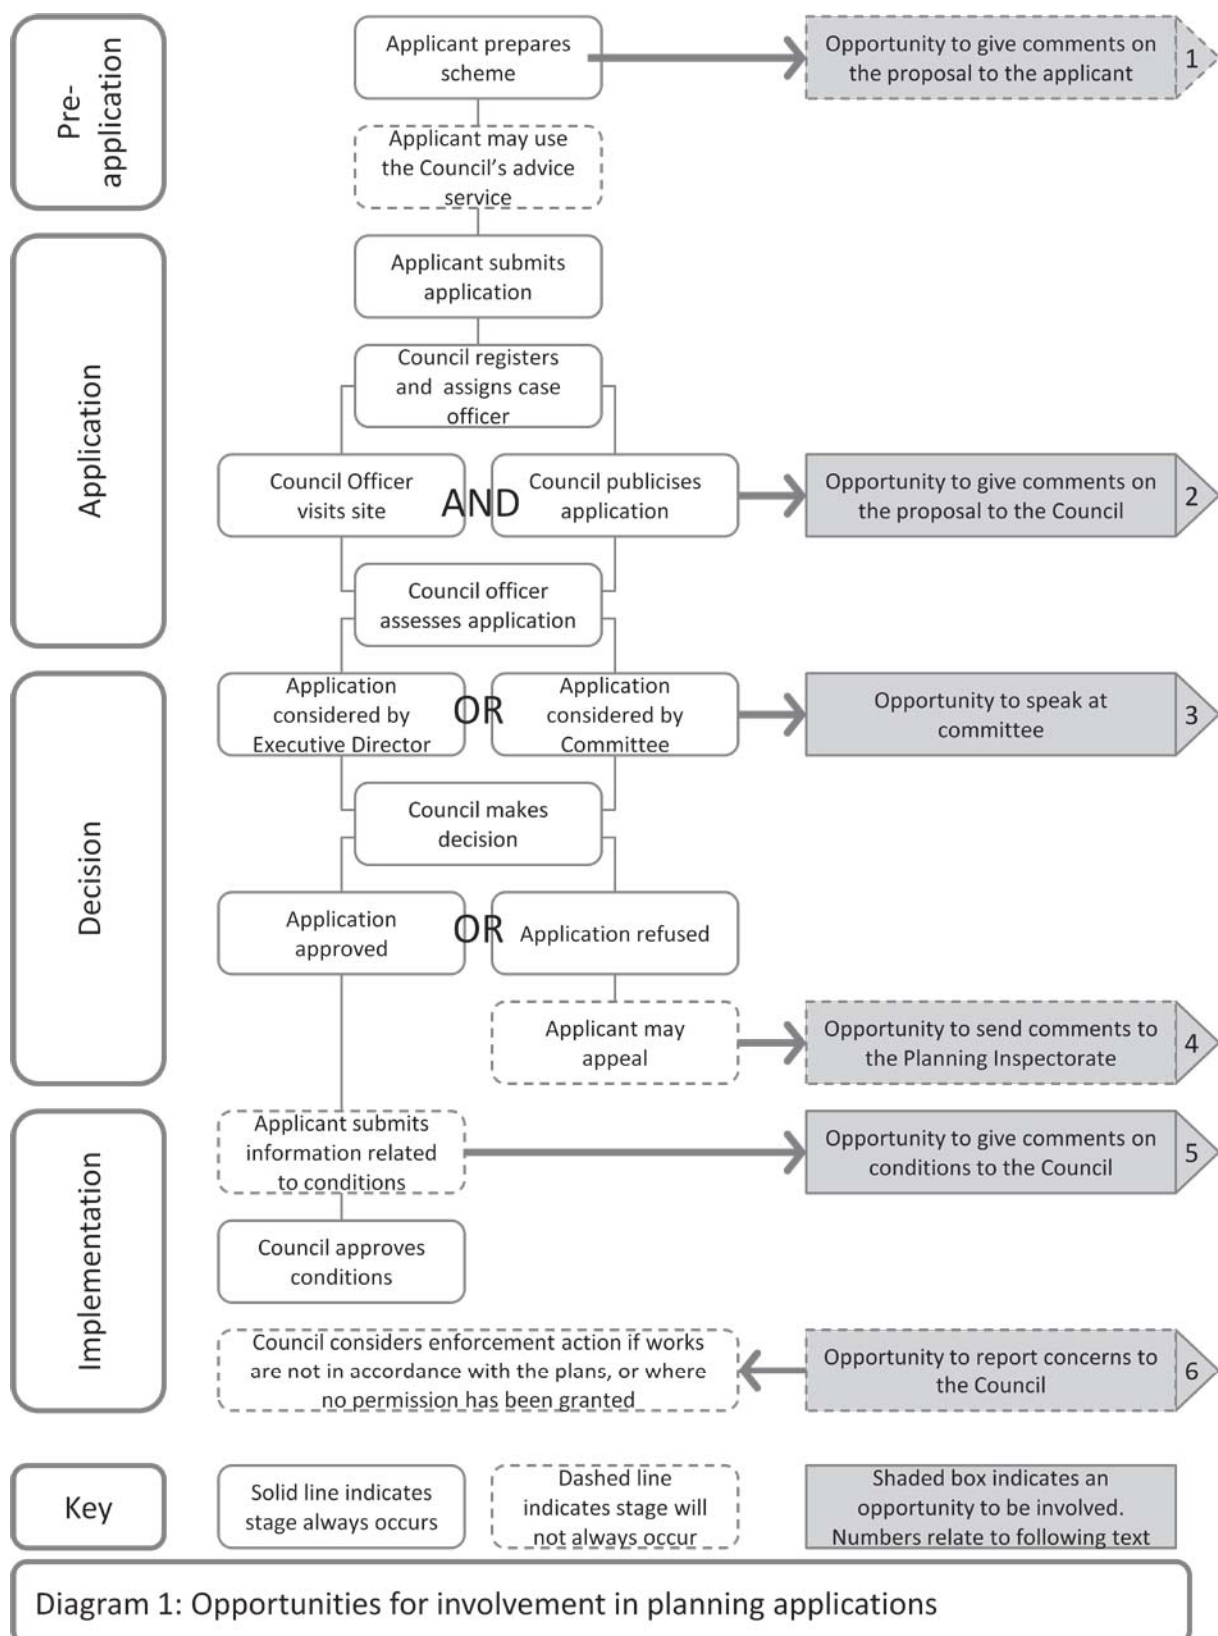 Pre-
application
Applicant prepares
scheme
Opportunity to give comments on
the proposal to the applicant
1
Applicant may use
the Council’s advice
service
Application
Applicant submits
application
Council registers
and assigns case
officer
Council Officer
visits site
AND
Council publicises
application
Opportunity to give comments on
the proposal to the Council
2
Council officer
assesses application
Decision
Application
considered by
Executive Director
OR
Application
considered by
Committee
Opportunity to speak at
committee
3
Council makes
decision
Application
approved
OR
Application refused
Applicant may
appeal
Opportunity to send comments to
the Planning Inspectorate
4
Implementation
Applicant submits
information related
to conditions
Opportunity to give comments on
conditions to the Council
5
Council approves
conditions
Council considers enforcement action if works
are not in accordance with the plans, or where
no permission has been granted
Opportunity to report concerns to
the Council
6
Key
Solid line indicates
stage always occurs
Dashed line
indicates stage will
not always occur
Shaded box indicates an
opportunity to be involved.
Numbers relate to following text
Diagram 1: Opportunities for involvement in planning applications